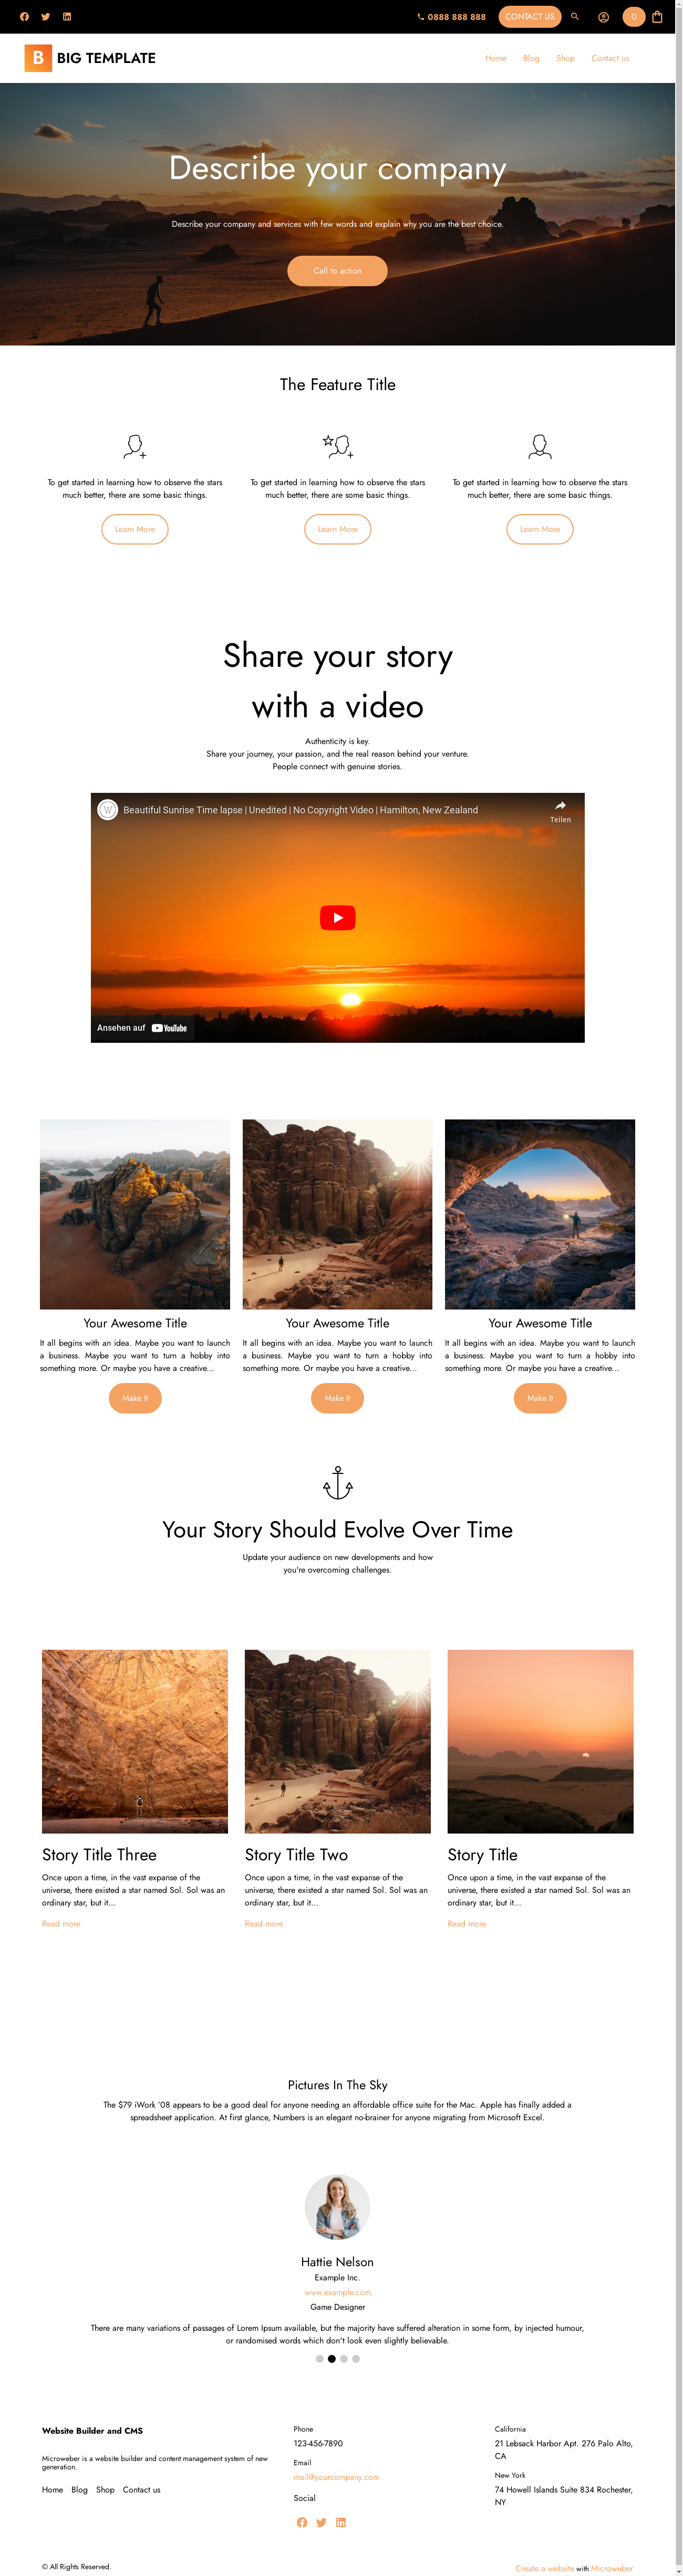 0888 888 888 CONTACT US 0
B BIG TEMPLATE
Home Blog Shop Contact us
Describe your company
Describe your company and services with few words and explain why you are the best choice.
Call to action
The Feature Title
To get started in learning how to observe the stars
much better, there are some basic things.
Learn More
To get started in learning how to observe the stars
much better, there are some basic things.
Learn More
To get started in learning how to observe the stars
much better, there are some basic things.
Learn More
Share your story
with a video
Authenticity is key.
Share your journey, your passion, and the real reason behind your venture.
People connect with genuine stories.
W Beautiful Sunrise Time lapse | Unedited | No Copyright Video | Hamilton, New Zealand
Teilen
Ansehen auf YouTube
Your Awesome Title
It all begins with an idea. Maybe you want to launch
a business. Maybe you want to turn a hobby into
something more. Or maybe you have a creative...
Make It
Your Awesome Title
It all begins with an idea. Maybe you want to launch
a business. Maybe you want to turn a hobby into
something more. Or maybe you have a creative...
Make It
Your Awesome Title
It all begins with an idea. Maybe you want to launch
a business. Maybe you want to turn a hobby into
something more. Or maybe you have a creative...
Make It
Your Story Should Evolve Over Time
Update your audience on new developments and how
you're overcoming challenges.
Story Title Three
Once upon a time, in the vast expanse of the
universe, there existed a star named Sol. Sol was an
ordinary star, but it...
Read more
Story Title Two
Once upon a time, in the vast expanse of the
universe, there existed a star named Sol. Sol was an
ordinary star, but it...
Read more
Story Title
Once upon a time, in the vast expanse of the
universe, there existed a star named Sol. Sol was an
ordinary star, but it...
Read more
Pictures In The Sky
The $79 iWork '08 appears to be a good deal for anyone needing an affordable office suite for the Mac. Apple has finally added a
spreadsheet application. At first glance, Numbers is an elegant no-brainer for anyone migrating from Microsoft Excel.
Hattie Nelson
Example Inc.
www.example.com
Game Designer
There are many variations of passages of Lorem Ipsum available, but the majority have suffered alteration in some form, by injected humour,
or randomised words which don't look even slightly believable.
Website Builder and CMS
Microweber is a website builder and content management system of new
generation.
Home Blog Shop Contact us
Phone
123-456-7890
Email
mail@yourcompany.com
Social
California
21 Lebsack Harbor Apt. 276 Palo Alto,
CA
New York
74 Howell Islands Suite 834 Rochester,
NY
© All Rights Reserved.
Create a website with Microweber